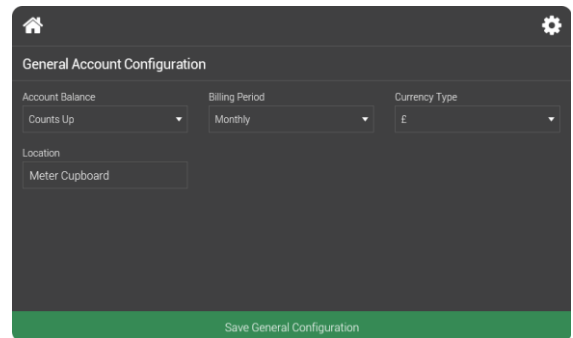 General Account Configuration
Account Balance Billing Period Currency Type
Counts Up Monthly £
Location
Meter Cupboard
Save General Configuration